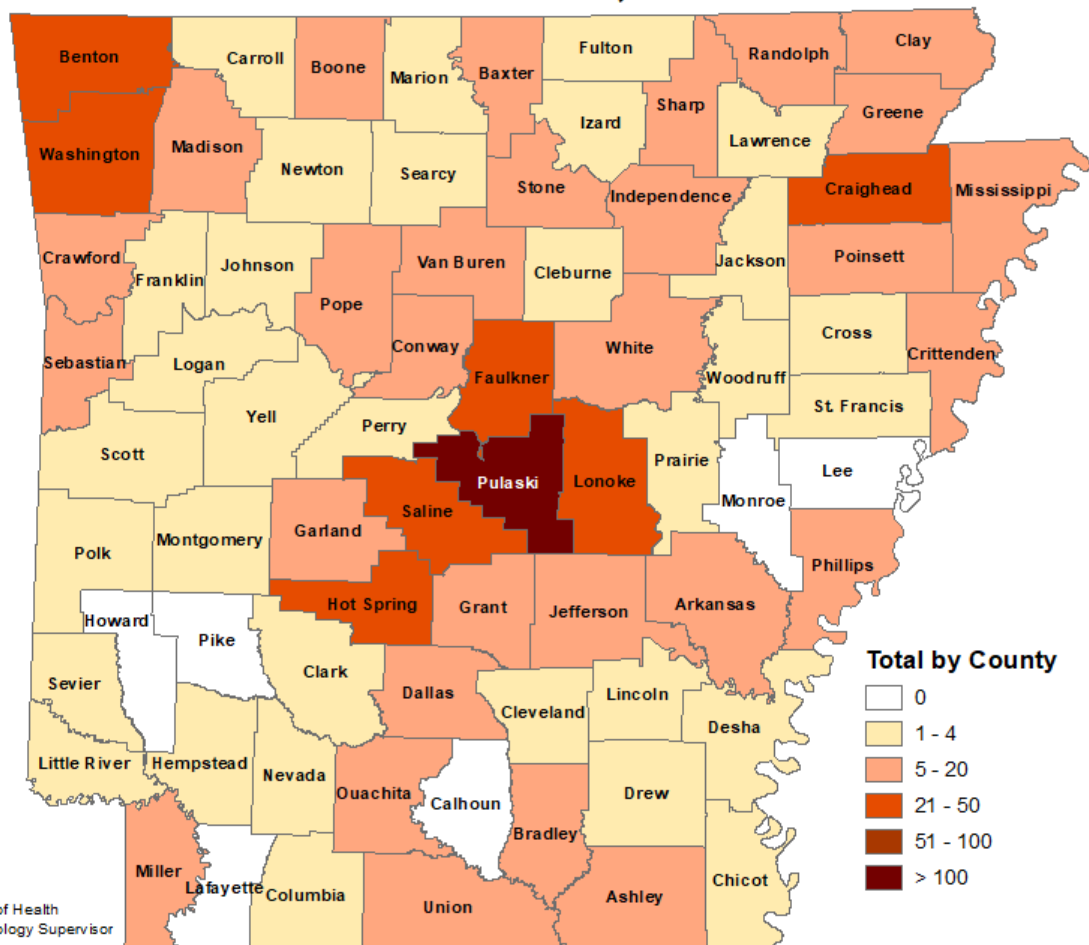 Benton
Carroll
Boone
Marion
Baxter
Fulton
Randolph
Clay
Sharp
Izard
Greene
Lawrence
Washington
Madison
Newton
Searcy
Stone
Independence
Craighead
Mississippi
Crawford
Franklin
Johnson
Pope
Van Buren
Cleburne
Jackson
Poinsett
Sebastian
Logan
Conway
Faulkner
White
Woodruff
Cross
Crittenden
Scott
Yell
Perry
Pulaski
Lonoke
Prairie
St. Francis
Lee
Monroe
Polk
Montgomery
Garland
Saline
Phillips
Howard
Pike
Hot Spring
Grant
Jefferson
Arkansas
Sevier
Clark
Dallas
Cleveland
Lincoln
Desha
Little River
Hempstead
Nevada
Ouachita
Calhoun
Bradley
Drew
Miller
Lafayette
Columbia
Union
Ashley
Chicot
Total by County
0
1 - 4
5 - 20
21 - 50
51 - 100
> 100
of Health
ology Supervisor